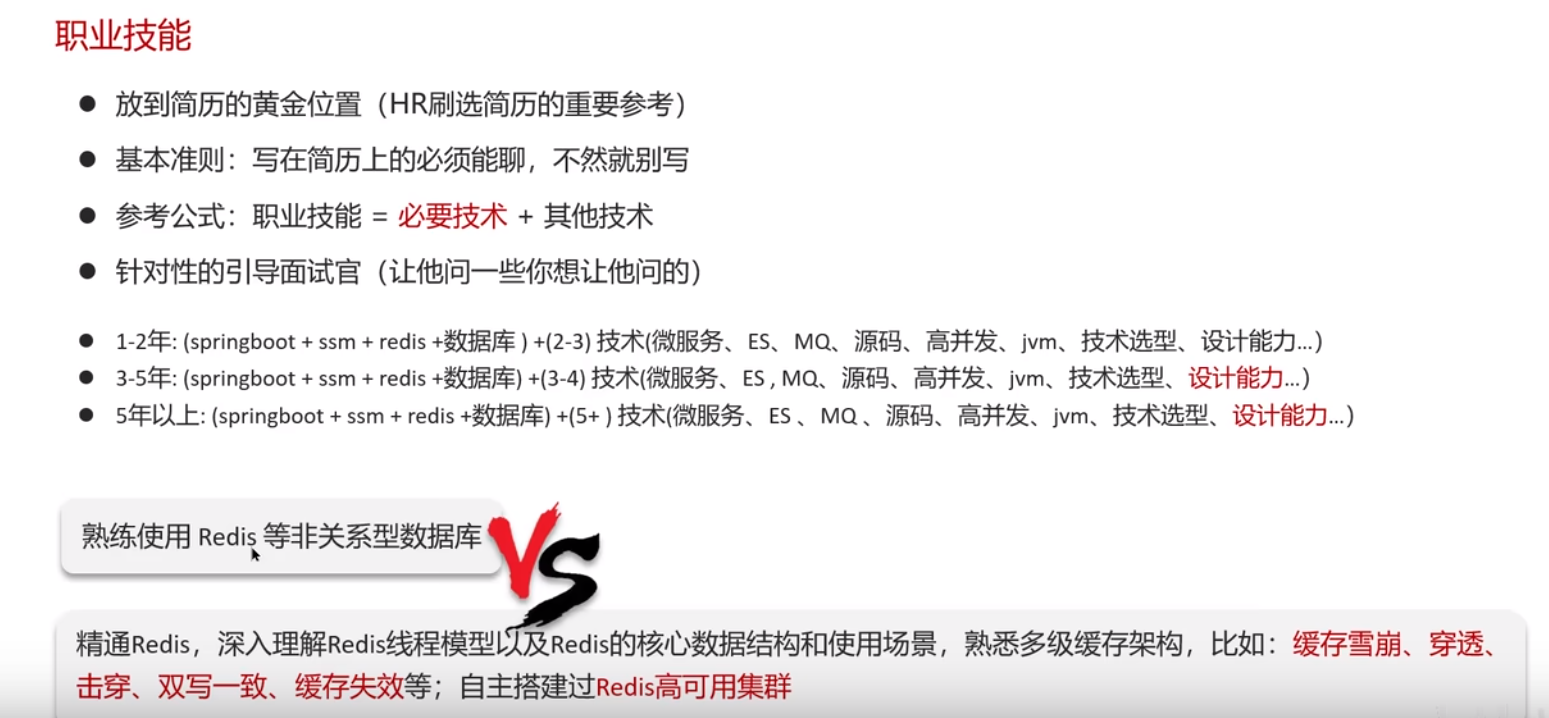 职业技能
● 放到简历的黄金位置（HR刷选简历的重要参考）
● 基本准则：写在简历上的必须能聊，不然就别写
● 参考公式：职业技能 = 必要技术 + 其他技术
● 针对性的引导面试官（让他问一些你想让他问的）
● 1-2年: (springboot + ssm + redis +数据库 ) +(2-3) 技术(微服务、ES、MQ、源码、高并发、jvm、技术选型、设计能力...)
● 3-5年: (springboot + ssm + redis +数据库) +(3-4) 技术(微服务、ES , MQ、源码、高并发、jvm、技术选型、设计能力...)
● 5年以上: (springboot + ssm + redis +数据库) +(5+ ) 技术(微服务、ES 、MQ 、源码、高并发、jvm、技术选型、设计能力...)
熟练使用 Redis 等非关系型数据库
VS
精通Redis，深入理解Redis线程模型以及Redis的核心数据结构和使用场景，熟悉多级缓存架构，比如：缓存雪崩、穿透、
击穿、双写一致、缓存失效等；自主搭建过Redis高可用集群